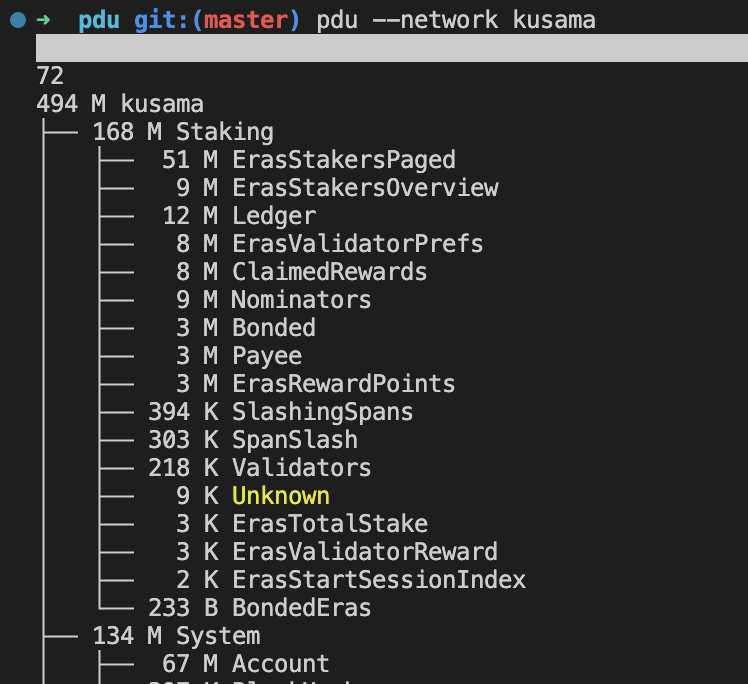 ➜ pdu git:(master) pdu --network kusama
72
494 M kusama
├── 168 M Staking
│   ├── 51 M ErasStakersPaged
│   ├── 9 M ErasStakersOverview
│   ├── 12 M Ledger
│   ├── 8 M ErasValidatorPrefs
│   ├── 8 M ClaimedRewards
│   ├── 9 M Nominators
│   ├── 3 M Bonded
│   ├── 3 M Payee
│   ├── 3 M ErasRewardPoints
│   ├── 394 K SlashingSpans
│   ├── 303 K SpanSlash
│   ├── 218 K Validators
│   ├── 9 K Unknown
│   ├── 3 K ErasTotalStake
│   ├── 3 K ErasValidatorReward
│   ├── 2 K ErasStartSessionIndex
│   └── 233 B BondedEras
├── 134 M System
│   ├── 67 M Account